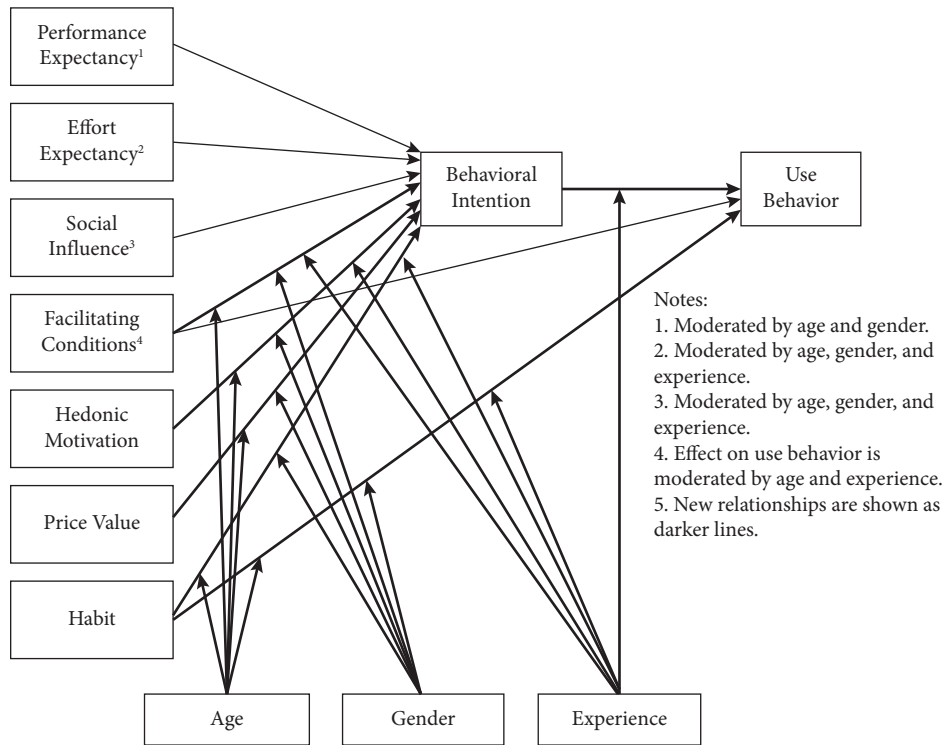 Performance
Expectancy¹
Effort
Expectancy²
Social
Influence³
Facilitating
Conditions⁴
Hedonic
Motivation
Price Value
Habit
Behavioral
Intention
Use
Behavior
Notes:
1. Moderated by age and gender.
2. Moderated by age, gender, and
experience.
3. Moderated by age, gender, and
experience.
4. Effect on use behavior is
moderated by age and experience.
5. New relationships are shown as
darker lines.
Age
Gender
Experience